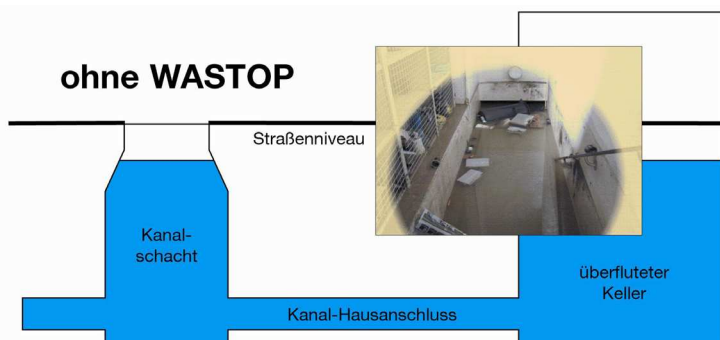 ohne WASTOP
Straßenniveau
Kanal-
schacht
überfluteter
Keller
Kanal-Hausanschluss